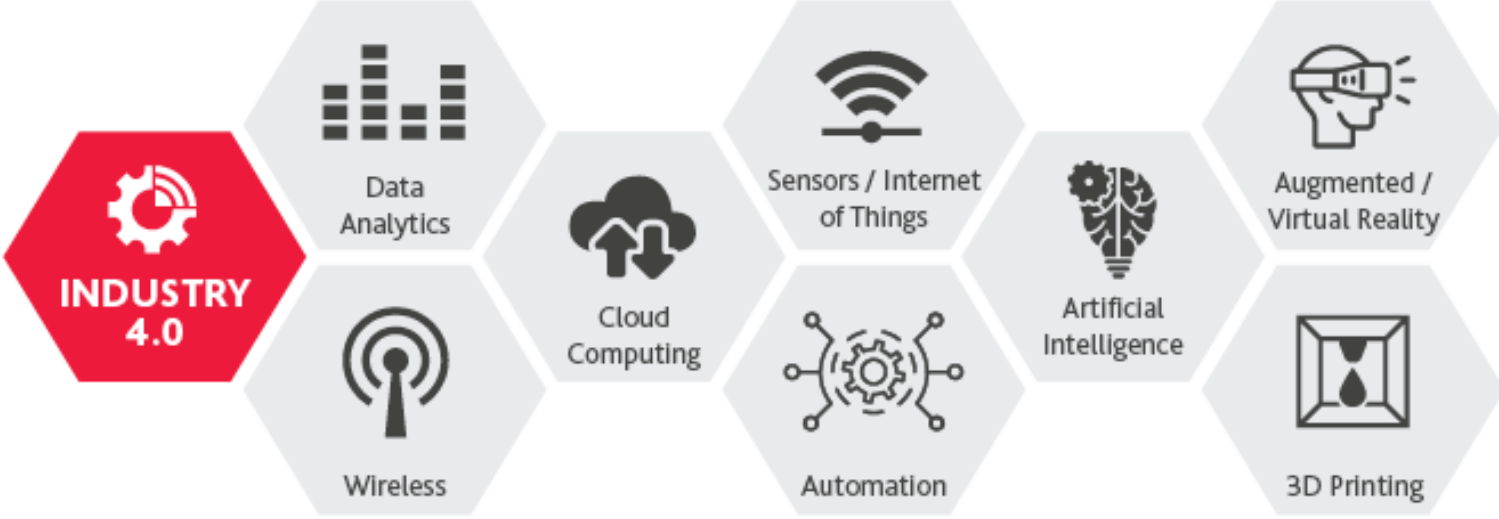 INDUSTRY
4.0
Data
Analytics
Wireless
Cloud
Computing
Sensors / Internet
of Things
Automation
Artificial
Intelligence
Augmented /
Virtual Reality
3D Printing